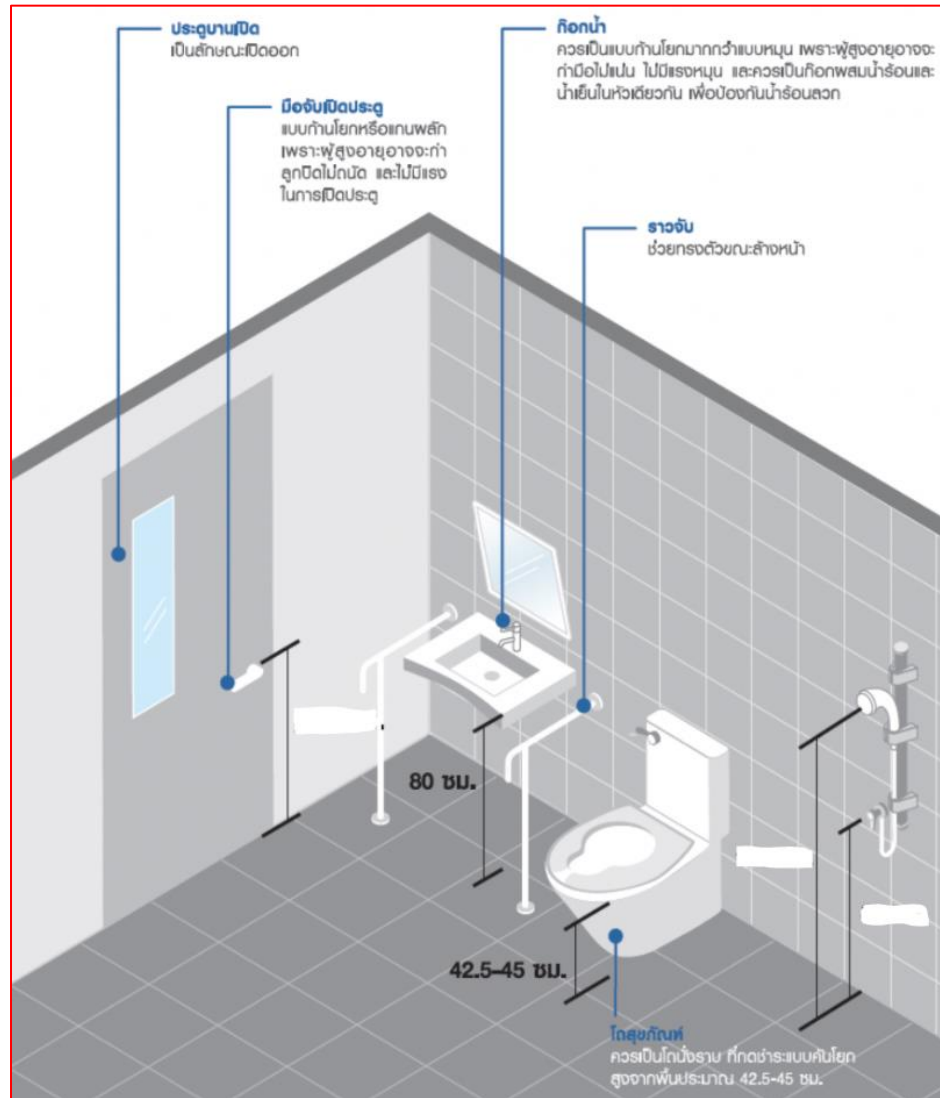 ประตูบานเปิด
เป็นลักษณะเปิดออก
ก๊อกน้ำ
ควรเป็นแบบก้านโยกมากกว่าแบบหมุน เพราะผู้สูงอายุอาจจะ
กำมือไม่แน่น ไม่มีแรงหมุน และควรเป็นก๊อกผสมน้ำร้อนและ
น้ำเย็นในหัวเดียวกัน เพื่อป้องกันน้ำร้อนลวก
มือจับเปิดประตู
แบบก้านโยกหรือแกนผลัก
เพราะผู้สูงอายุอาจจะกำ
ลูกบิดไม่ถนัด และไม่มีแรง
ในการเปิดประตู
ราวจับ
ช่วยทรงตัวขณะล้างหน้า
80 ซม.
42.5-45 ซม.
โถสุขภัณฑ์
ควรเป็นโถนั่งราบ ที่กดชำระแบบคันโยก
สูงจากพื้นประมาณ 42.5-45 ซม.